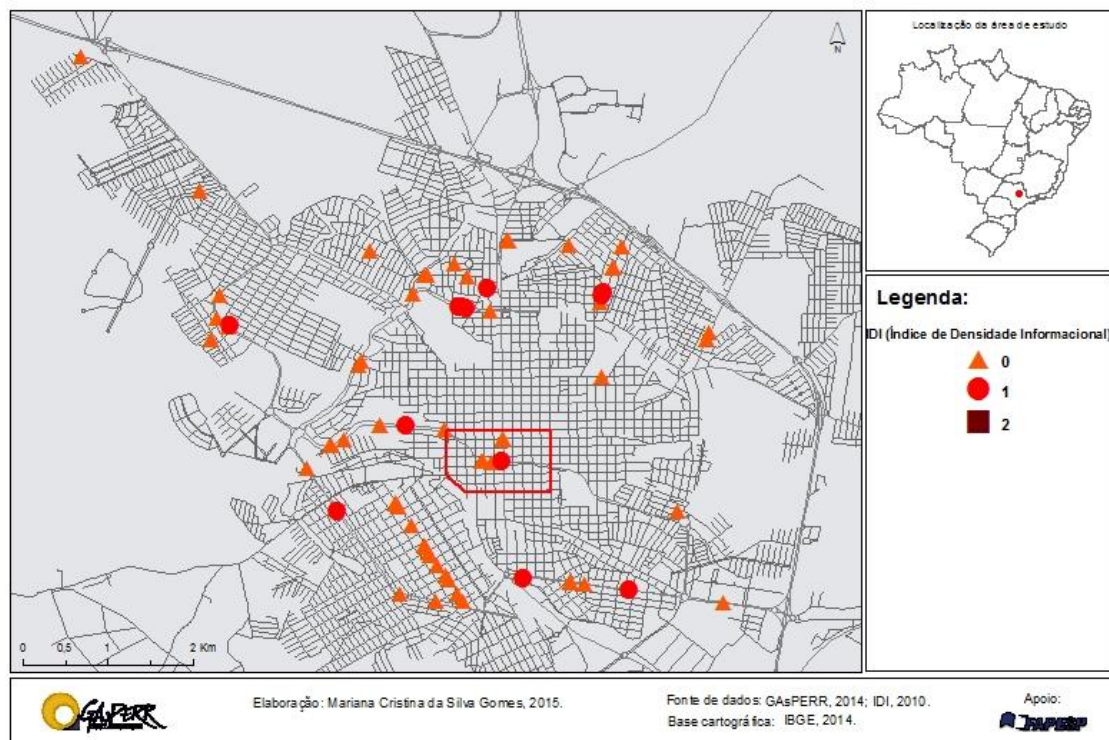 Localização da área de estudo
N
Legenda:
IDI (Índice de Densidade Informacional)
0
1
2
0 0,5 1 2 Km
GAsPERR
Elaboração: Mariana Cristina da Silva Gomes, 2015.
Fonte de dados: GAsPERR, 2014; IDI, 2010.
Base cartográfica: IBGE, 2014.
Apoio:
FAPESP